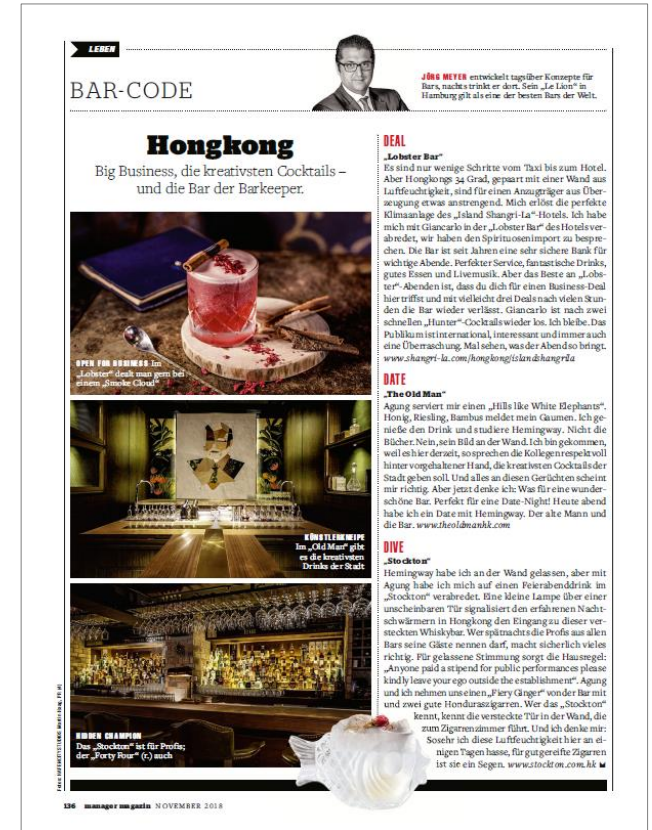 LEBEN
BAR-CODE
JÖRG MEYER entwickelt tagsüber Konzepte für
Bars, nachts trinkt er dort. Sein „Le Lion“ in
Hamburg gilt als eine der besten Bars der Welt.
Hongkong
Big Business, die kreativsten Cocktails –
und die Bar der Barkeeper.
OPEN FOR BUSINESS Im
„Lobster“ dealt man gern bei
einem „Smoke Cloud“
KÜNSTLERKNEIPE
Im „Old Man“ gibt
es die kreativsten
Drinks der Stadt
HIDDEN CHAMPION
Das „Stockton“ ist für Profis;
der „Forty Four“ (r.) auch
DEAL
„Lobster Bar“
Es sind nur wenige Schritte vom Taxi bis zum Hotel.
Aber Hongkongs 34 Grad, gepaart mit einer Wand aus
Luftfeuchtigkeit, sind für einen Anzugträger aus Über-
zeugung etwas anstrengend. Mich erlöst die perfekte
Klimaanlage des „Island Shangri-La“-Hotels. Ich habe
mich mit Giancarlo in der „Lobster Bar“ des Hotels ver-
abredet, wir haben den Spirituosenimport zu bespre-
chen. Die Bar ist seit Jahren eine sehr sichere Bank für
wichtige Abende. Perfekter Service, fantastische Drinks,
gutes Essen und Livemusik. Aber das Beste an „Lobs-
ter“-Abenden ist, dass du dich für einen Business-Deal
hier triffst und mit vielleicht drei Deals nach vielen Stun-
den die Bar wieder verlässt. Giancarlo ist nach zwei
schnellen „Hunter“-Cocktails wieder los. Ich bleibe. Das
Publikum ist international, interessant und immer auch
eine Überraschung. Mal sehen, was der Abend so bringt.
www.shangri-la.com/hongkong/islandshangrila
DATE
„The Old Man“
Agung serviert mir einen „Hills like White Elephants“.
Honig, Riesling, Bambus meldet mein Gaumen. Ich ge-
nieße den Drink und studiere Hemingway. Nicht die
Bücher. Nein, sein Bild an der Wand. Ich bin gekommen,
weil es hier derzeit, so sprechen die Kollegen respektvoll
hinter vorgehaltener Hand, die kreativsten Cocktails der
Stadt geben soll. Und alles an diesen Gerüchten scheint
mir richtig. Aber jetzt denke ich: Was für eine wunder-
schöne Bar. Perfekt für eine Date-Night! Heute abend
habe ich ein Date mit Hemingway. Der alte Mann und
die Bar. www.theoldmanhk.com
DIVE
„Stockton“
Hemingway habe ich an der Wand gelassen, aber mit
Agung habe ich mich auf einen Feierabenddrink im
„Stockton“ verabredet. Eine kleine Lampe über einer
unscheinbaren Tür signalisiert den erfahrenen Nacht-
schwärmern in Hongkong den Eingang zu dieser ver-
steckten Whiskybar. Wer spätnachts die Profis aus allen
Bars seine Gäste nennen darf, macht sicherlich vieles
richtig. Für gelassene Stimmung sorgt die Hausregel:
„Anyone paid a stipend for public performances please
kindly leave your ego outside the establishment“. Agung
und ich nehmen uns einen „Fiery Ginger“ von der Bar mit
und zwei gute Honduraszigarren. Wer das „Stockton“
kennt, kennt die versteckte Tür in der Wand, die
zum Zigarrenzimmer führt. Und ich denke mir:
So sehr ich diese Luftfeuchtigkeit hier an ei-
nigen Tagen hasse, für gut gereifte Zigarren
ist sie ein Segen. www.stockton.com.hk
136 manager magazin NOVEMBER 2018